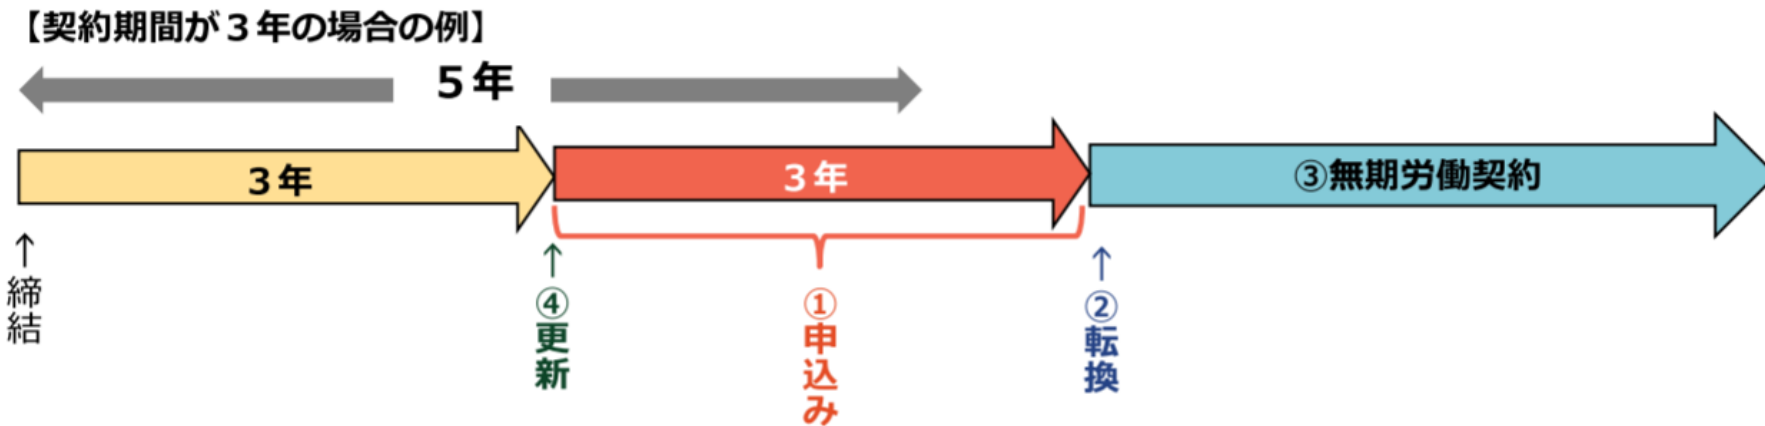 【契約期間が３年の場合の例】
５年
３年
３年
③無期労働契約
↑締結
↑④更新
①申込み
↑②転換